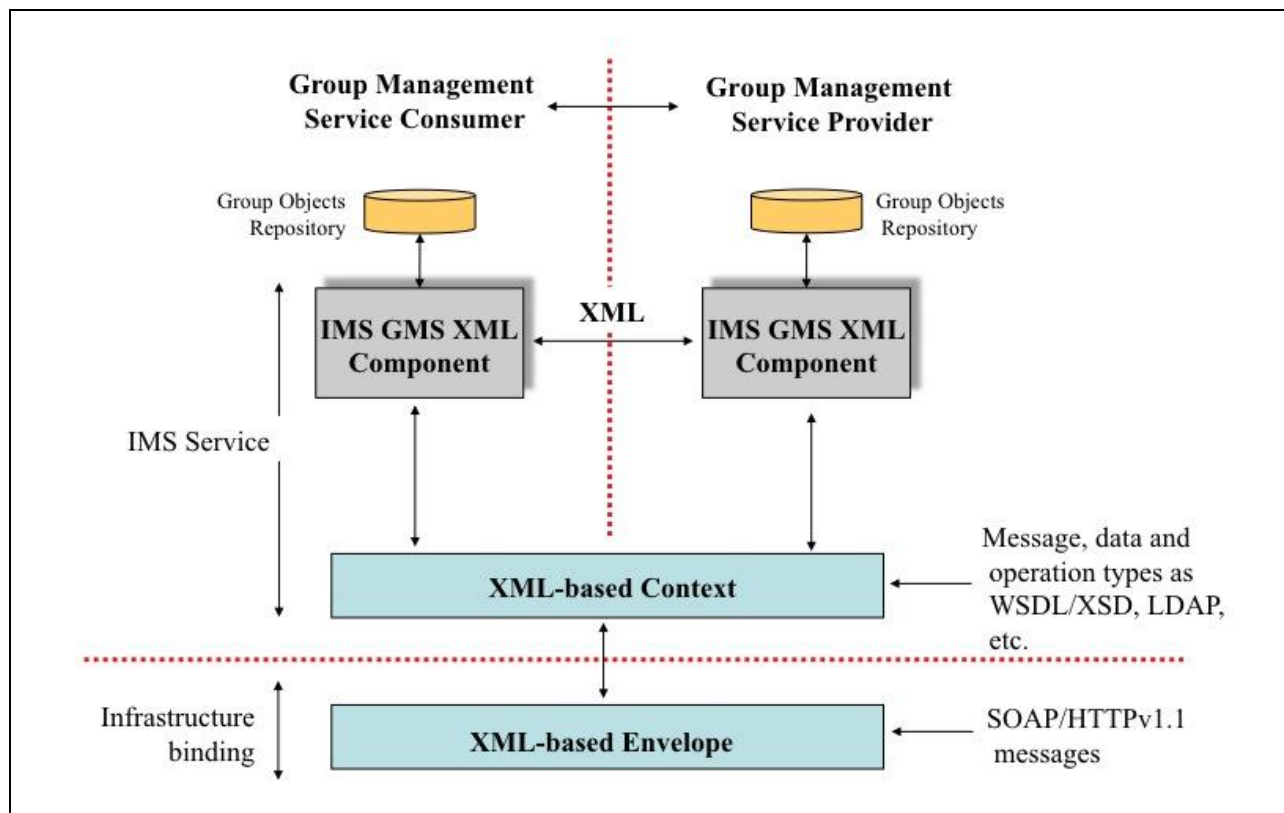 Group Management
Service Consumer
Group Management
Service Provider
Group Objects
Repository
Group Objects
Repository
IMS GMS XML
Component
XML
IMS GMS XML
Component
IMS Service
XML-based Context
Message, data and
operation types as
WSDL/XSD, LDAP,
etc.
Infrastructure
binding
XML-based Envelope
SOAP/HTTPv1.1
messages